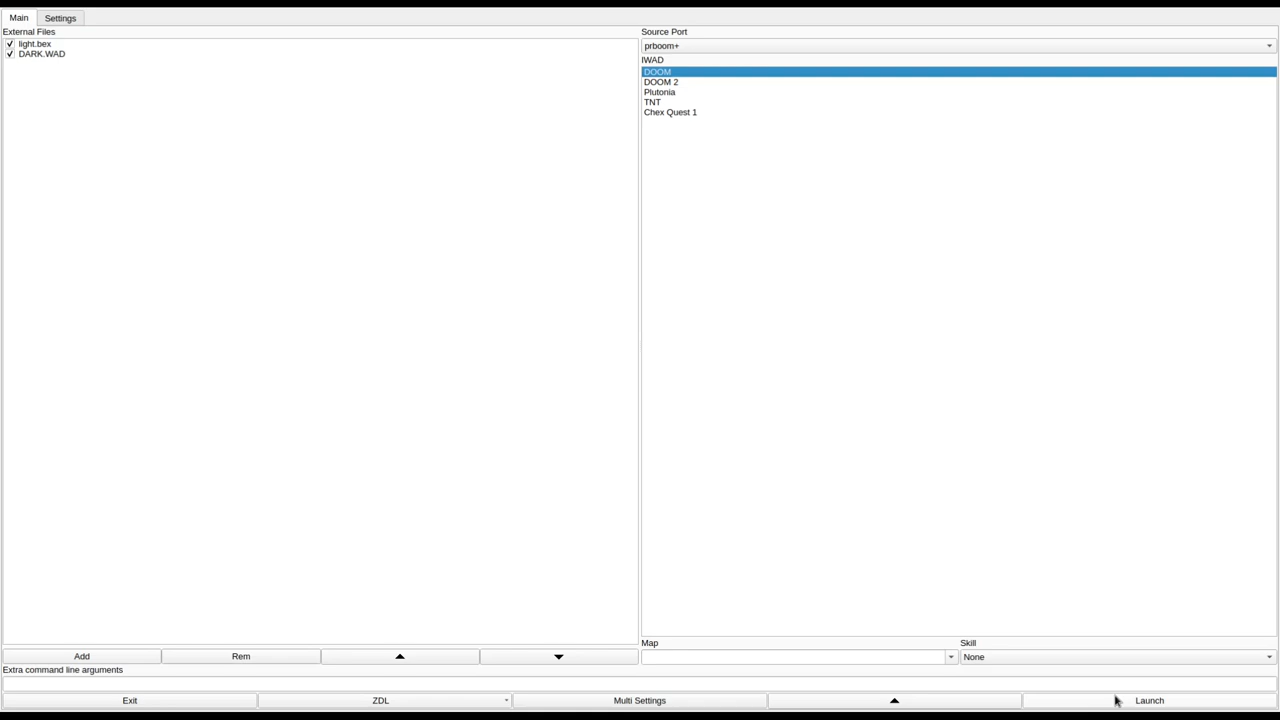 Main Settings
External Files
light.bex
DARK.WAD
Source Port
prboom+
IWAD
DOOM
DOOM 2
Plutonia
TNT
Chex Quest 1
Add Rem
Map Skill
None
Extra command line arguments
Exit ZDL Multi Settings Launch